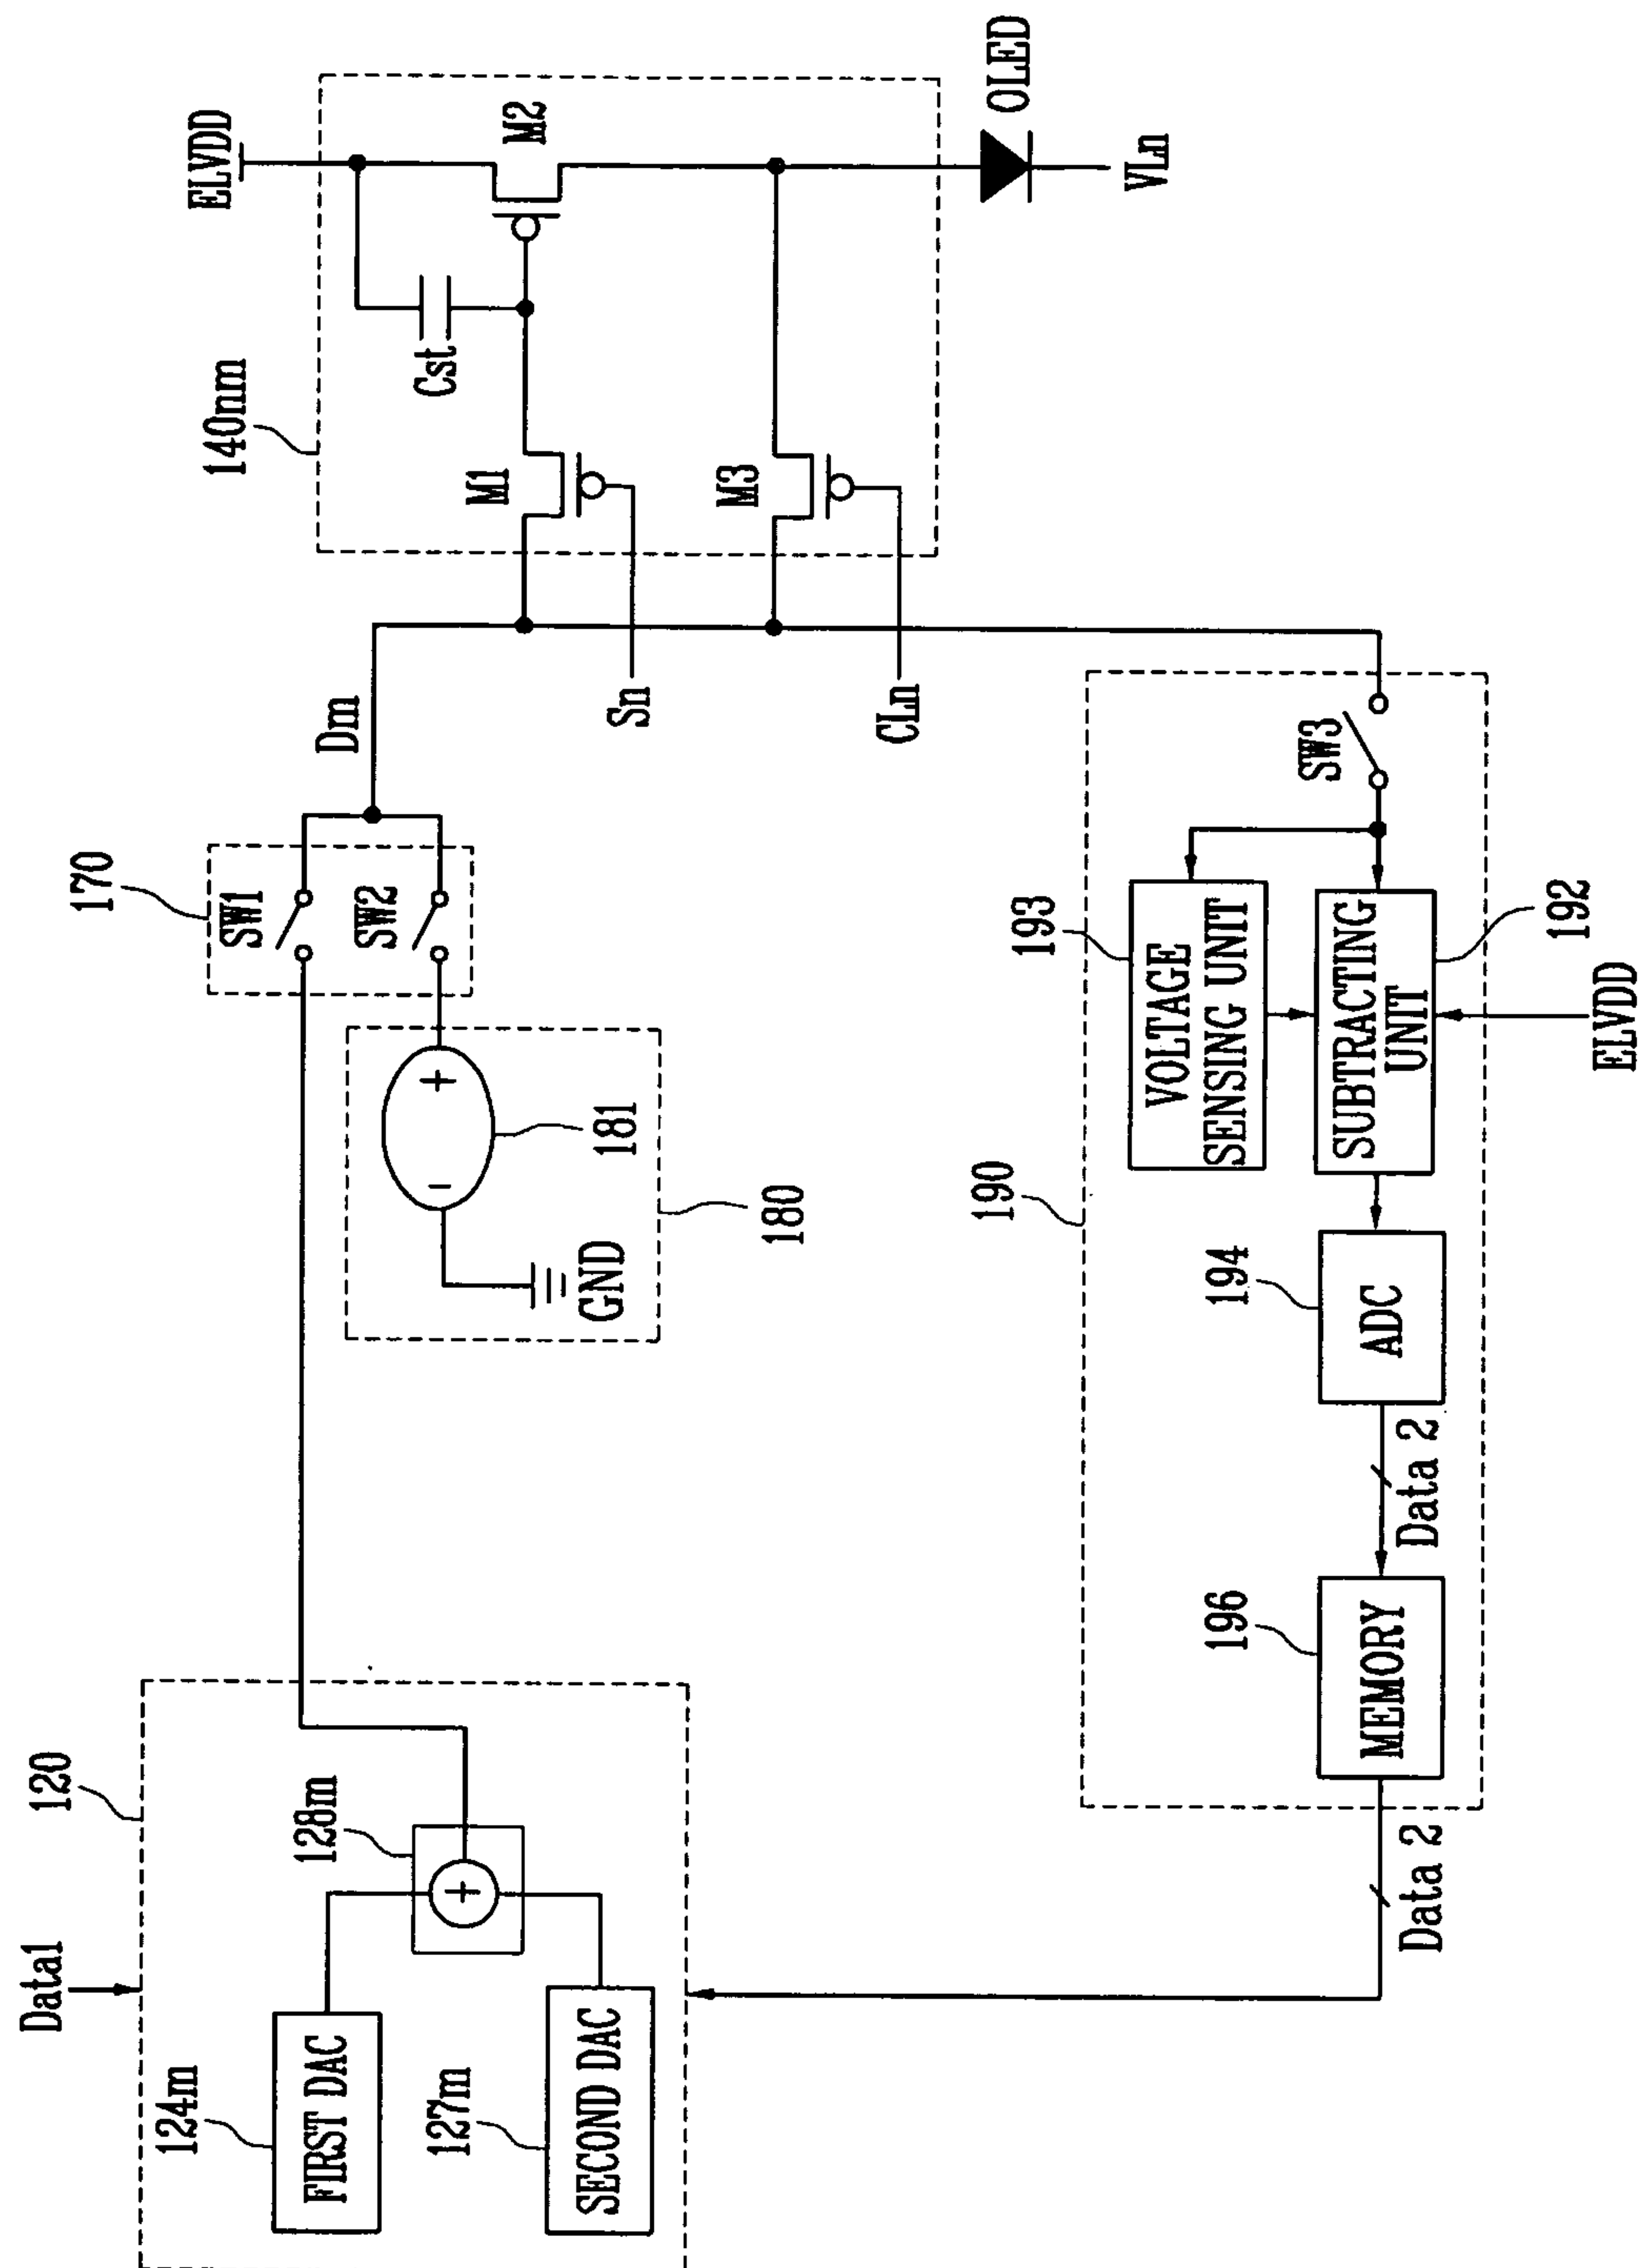 Data1
120
124m
FIRST DAC
128m
+
127m
SECOND DAC
170
SW1
SW2
Dm
+
-
181
GND
180
140nm
ELVDD
Cst
M2
M1
M3
Sn
CLn
OLED
VLn
190
SW3
193
VOLTAGE
SENSING UNIT
SUBTRACTING
UNIT
192
ELVDD
194
ADC
Data 2
196
MEMORY
Data 2